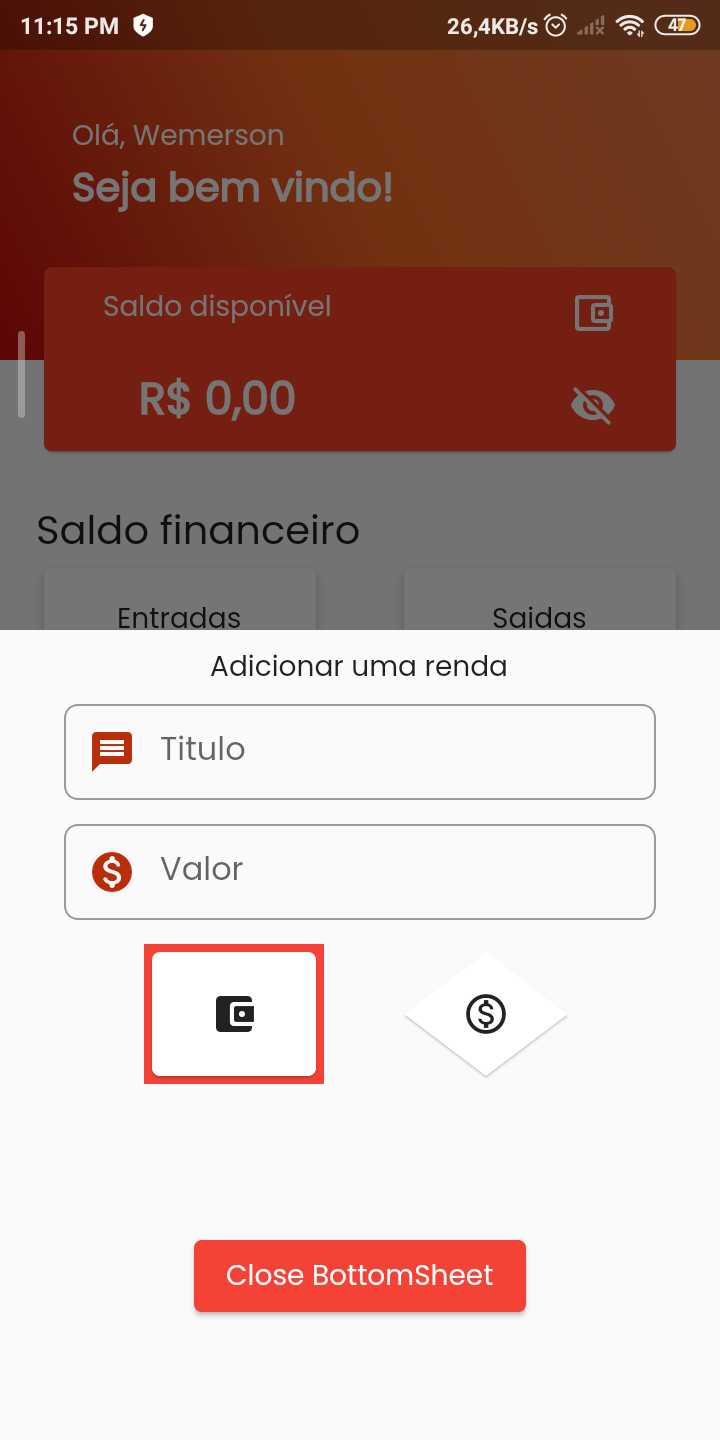 11:15 PM
26,4KB/s
47
Olá, Wemerson
Seja bem vindo!
Saldo disponível
R$ 0,00
Saldo financeiro
Entradas
Saidas
Adicionar uma renda
Titulo
Valor
Close BottomSheet